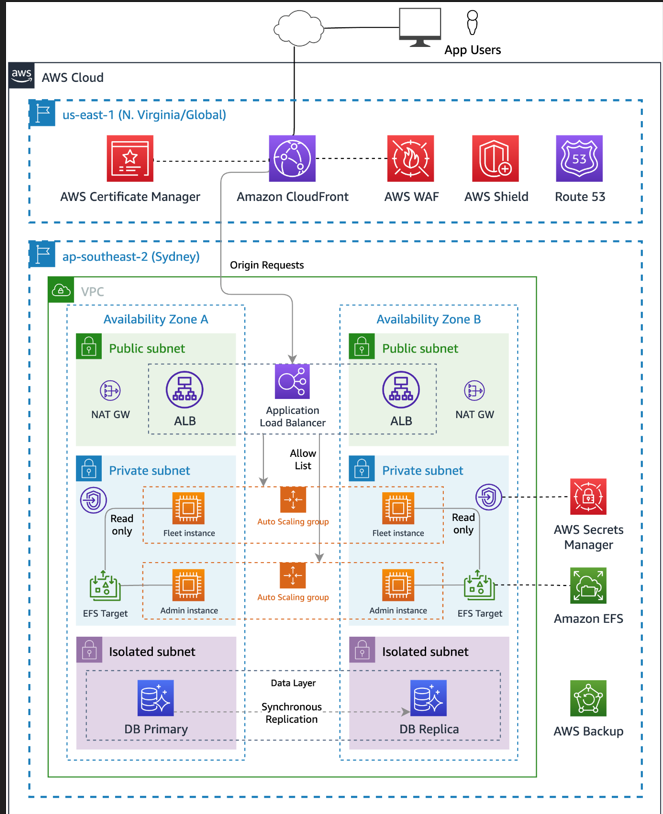 App Users
aws
AWS Cloud
us-east-1 (N. Virginia/Global)
AWS Certificate Manager
Amazon CloudFront
AWS WAF
AWS Shield
53
Route 53
ap-southeast-2 (Sydney)
Origin Requests
VPC
Availability Zone A
Availability Zone B
Public subnet
Public subnet
NAT GW
ALB
Application
Load Balancer
ALB
NAT GW
Allow
List
Private subnet
Private subnet
Read
only
Fleet instance
Auto Scaling group
Fleet instance
Read
only
AWS Secrets
Manager
EFS Target
Admin instance
Auto Scaling group
Admin instance
EFS Target
Amazon EFS
Isolated subnet
Isolated subnet
Data Layer
Synchronous
Replication
DB Primary
DB Replica
AWS Backup